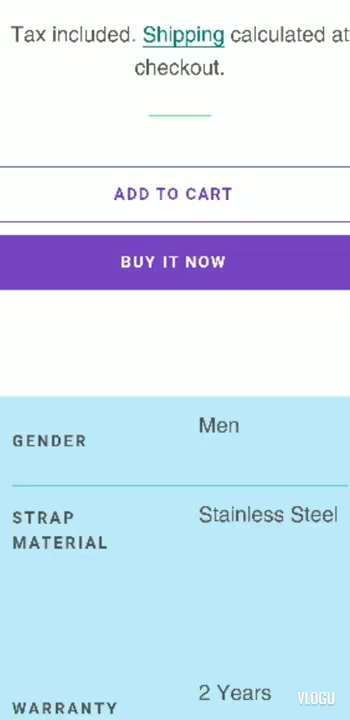 Tax included. Shipping calculated at
checkout.
ADD TO CART
BUY IT NOW
Men
GENDER
STRAP
MATERIAL
Stainless Steel
2 Years
WARRANTY
VLOGU